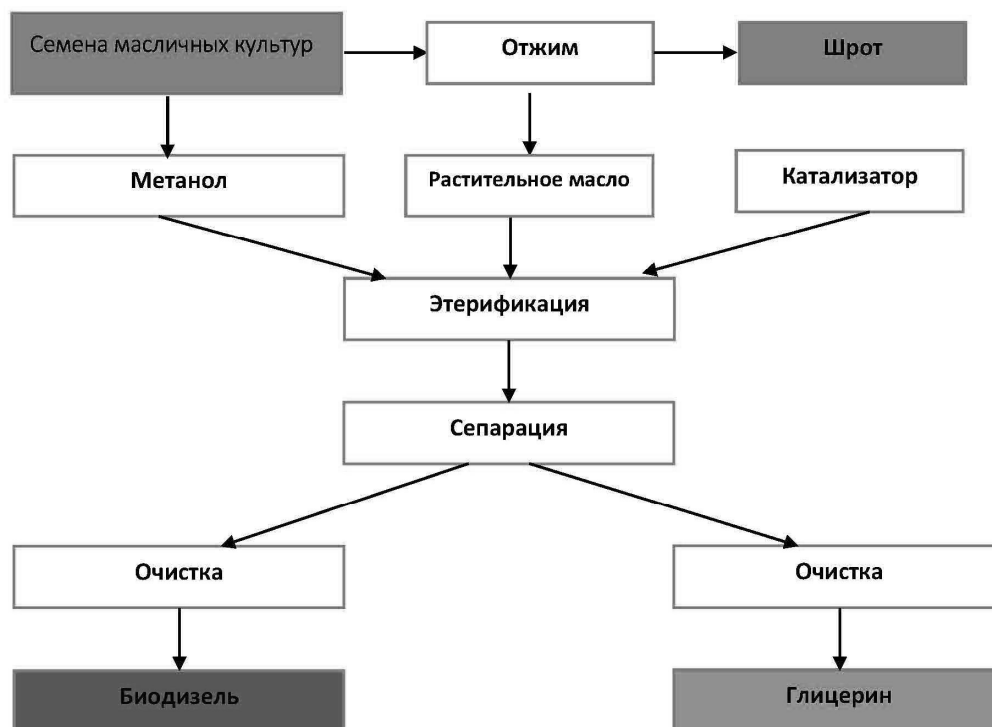 Семена масличных культур
Отжим
Шрот
Метанол
Растительное масло
Катализатор
Этерификация
Сепарация
Очистка
Очистка
Биодизель
Глицерин